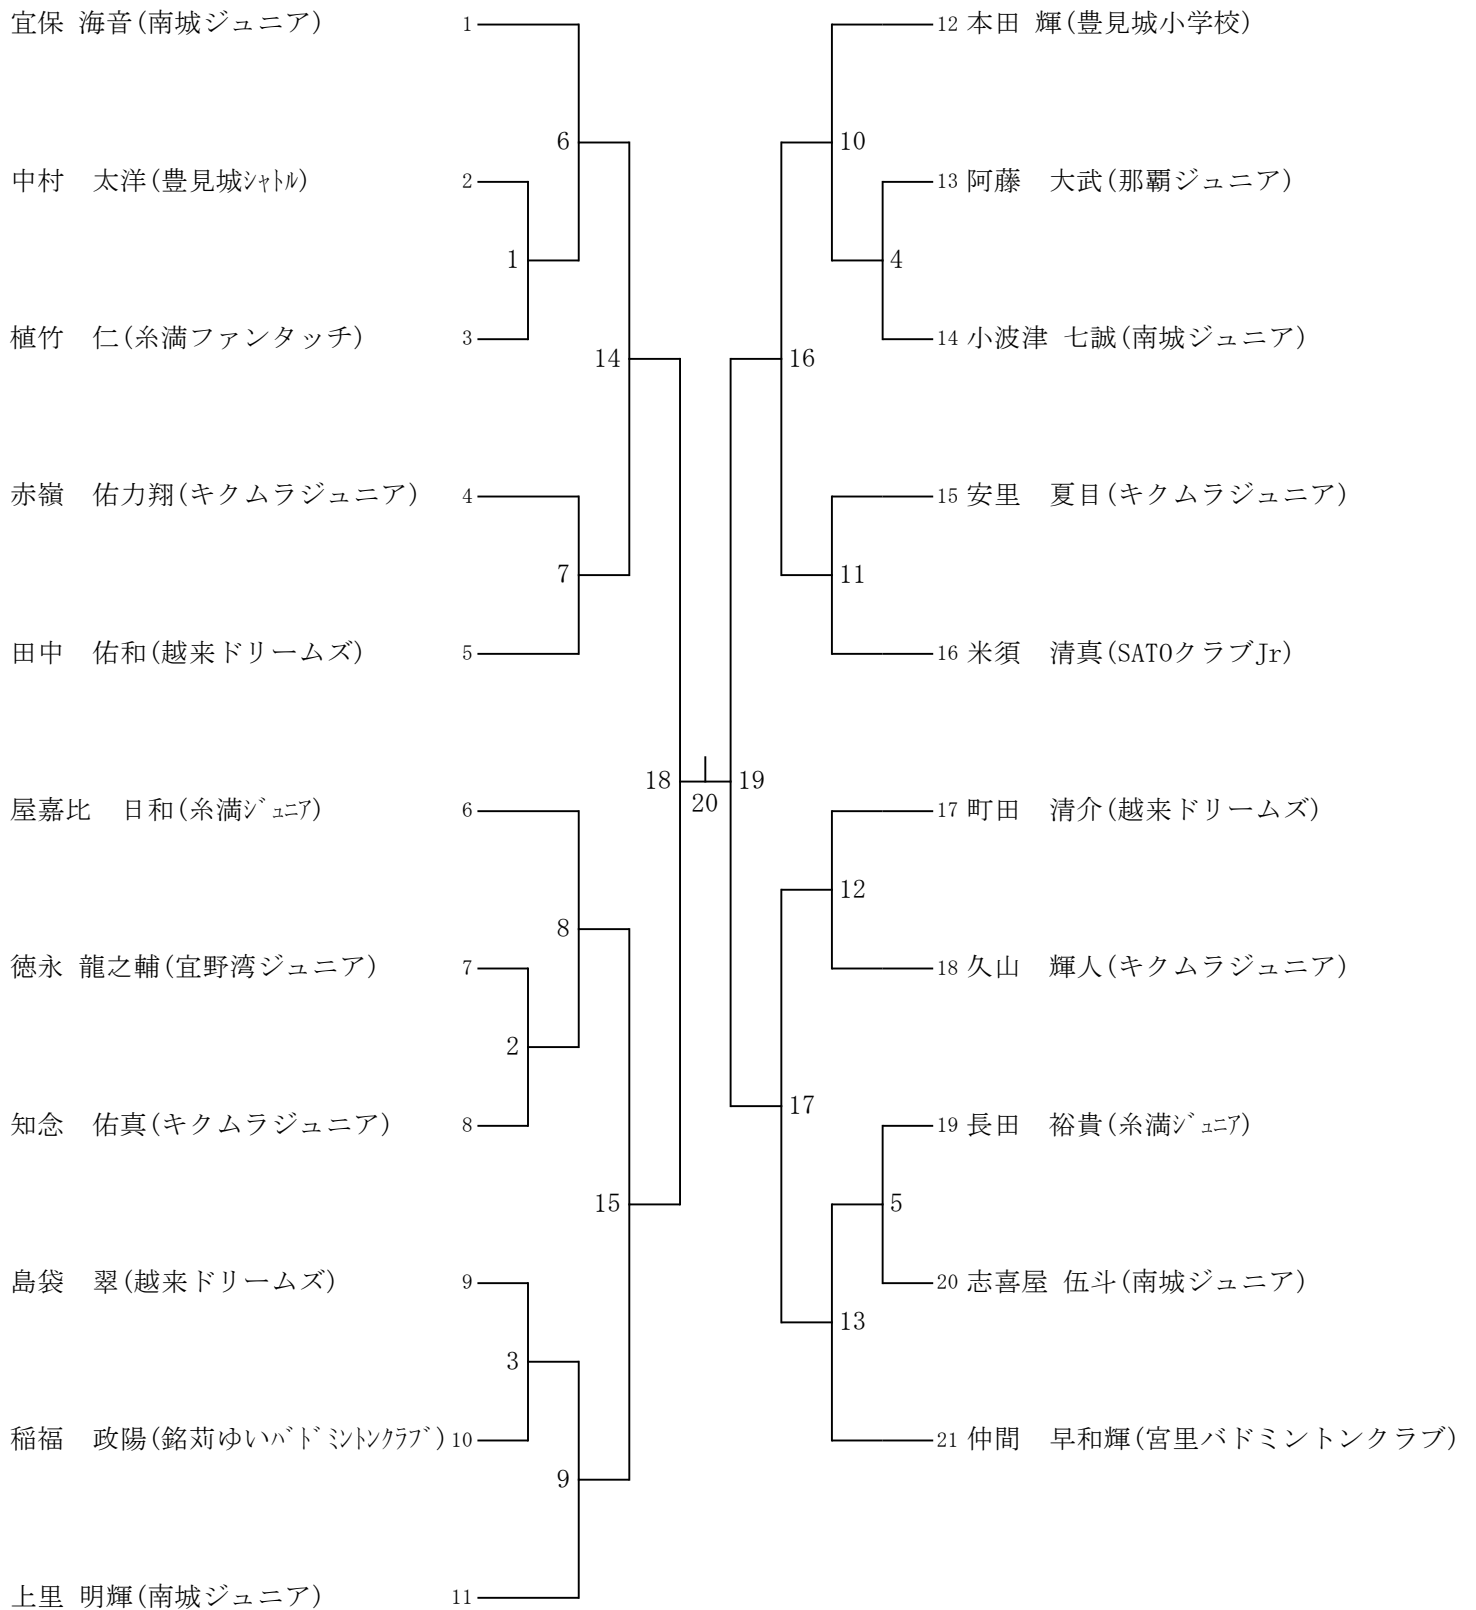 宜保 海音(南城ジュニア) 1
中村　太洋(豊見城ｼｬﾄﾙ) 2
植竹　仁(糸満ファンタッチ) 3
赤嶺　佑力翔(キクムラジュニア) 4
田中　佑和(越来ドリームズ) 5
屋嘉比　日和(糸満ｼﾞｭﾆｱ) 6
徳永 龍之輔(宜野湾ジュニア) 7
知念　佑真(キクムラジュニア) 8
島袋　翠(越来ドリームズ) 9
稲福　政陽(銘苅ゆいﾊﾞﾄﾞﾐﾝﾄﾝｸﾗﾌﾞ) 10
上里 明輝(南城ジュニア) 11
6
1
14
7
8
2
15
3
9
18
20
19
10
4
16
11
12
17
5
13
12 本田 輝(豊見城小学校)
13 阿藤　大武(那覇ジュニア)
14 小波津 七誠(南城ジュニア)
15 安里　夏目(キクムラジュニア)
16 米須　清真(SATOクラブJr)
17 町田　清介(越来ドリームズ)
18 久山　輝人(キクムラジュニア)
19 長田　裕貴(糸満ｼﾞｭﾆｱ)
20 志喜屋 伍斗(南城ジュニア)
21 仲間　早和輝(宮里バドミントンクラブ)